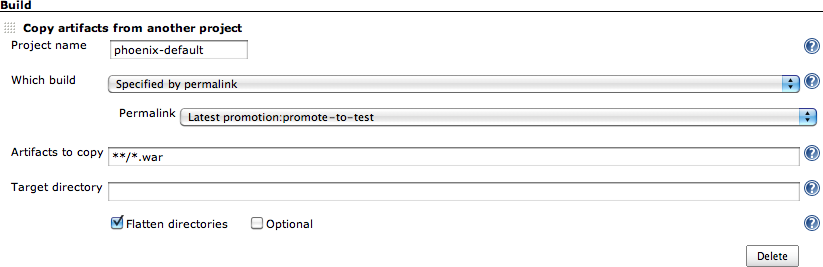 Build
Copy artifacts from another project
Project name phoenix-default
Which build Specified by permalink
Permalink Latest promotion:promote-to-test
Artifacts to copy **/*.war
Target directory
Flatten directories Optional
Delete